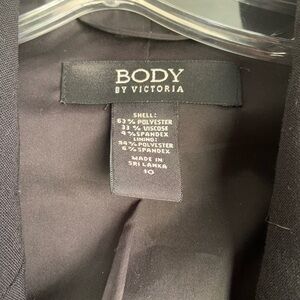 BODY
BY VICTORIA
SHELL:
63% POLYESTER
33% VISCOSE
4% SPANDEX
LINING:
94% POLYESTER
6% SPANDEX
MADE IN
SRI LANKA
10